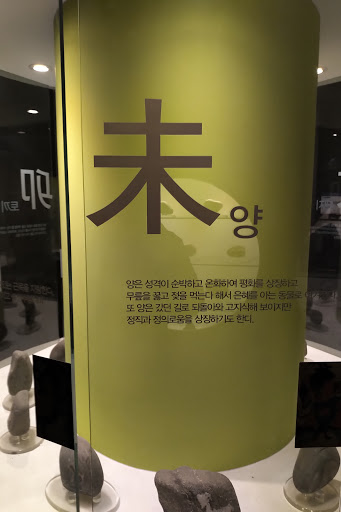 未
양
양은 성격이 순박하고 온화하여 평화를 상징하고
무릎을 꿇고 젖을 먹는다 해서 은혜를 아는 동물로
또 양은 갔던 길로 되돌아와 고지식해 보이지만
정직과 정의로움을 상징하기도 한다.
卯
토끼